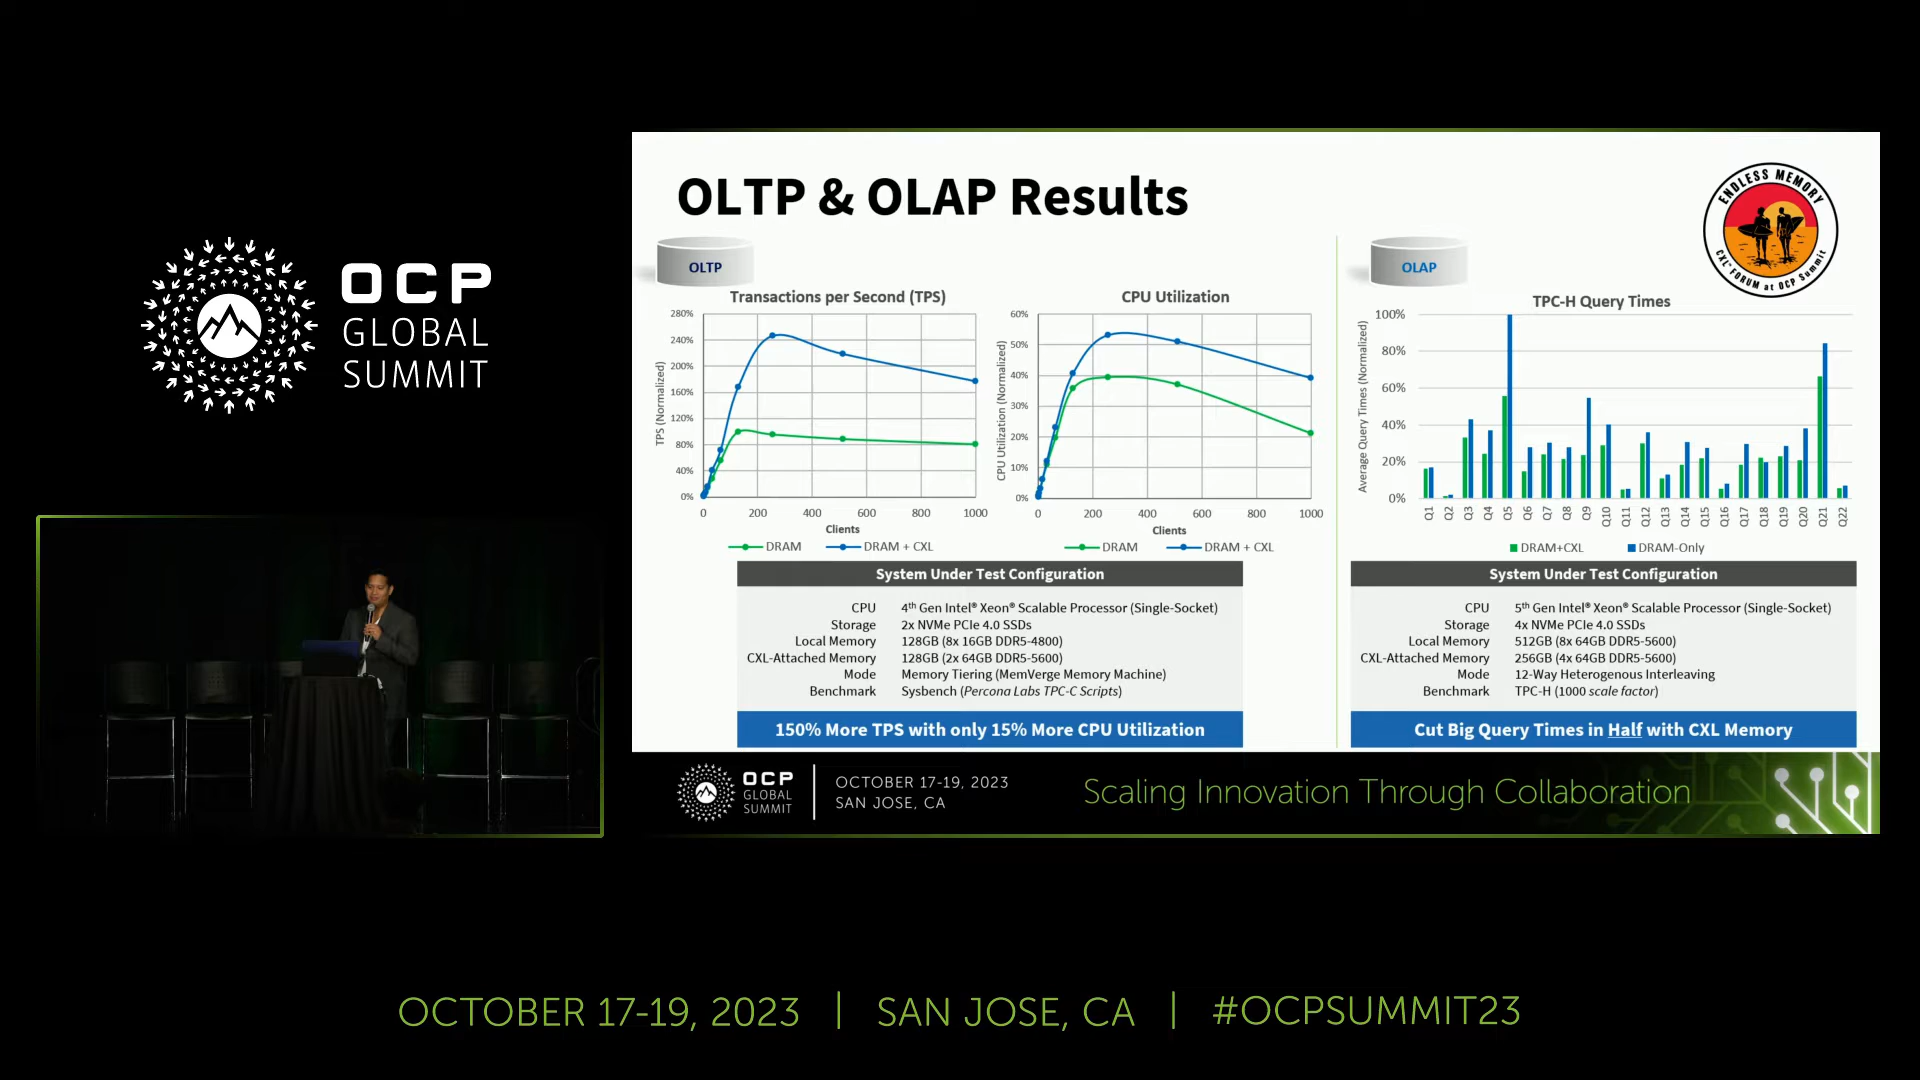 OCP
GLOBAL
SUMMIT
OLTP & OLAP Results
ENDLESS MEMORY
CXL™ FORUM at OCP Summit
OLTP
Transactions per Second (TPS)
TPS (Normalized)
280%
240%
200%
160%
120%
80%
40%
0%
0 200 400 600 800 1000
Clients
DRAM DRAM + CXL
CPU Utilization
CPU Utilization (Normalized)
60%
50%
40%
30%
20%
10%
0%
0 200 400 600 800 1000
Clients
DRAM DRAM + CXL
System Under Test Configuration
CPU 4th Gen Intel® Xeon® Scalable Processor (Single-Socket)
Storage 2x NVMe PCIe 4.0 SSDs
Local Memory 128GB (8x 16GB DDR5-4800)
CXL-Attached Memory 128GB (2x 64GB DDR5-5600)
Mode Memory Tiering (MemVerge Memory Machine)
Benchmark Sysbench (Percona Labs TPC-C Scripts)
150% More TPS with only 15% More CPU Utilization
OLAP
TPC-H Query Times
Average Query Times (Normalized)
100%
80%
60%
40%
20%
0%
Q1 Q2 Q3 Q4 Q5 Q6 Q7 Q8 Q9 Q10 Q11 Q12 Q13 Q14 Q15 Q16 Q17 Q18 Q19 Q20 Q21 Q22
DRAM+CXL DRAM-Only
System Under Test Configuration
CPU 5th Gen Intel® Xeon® Scalable Processor (Single-Socket)
Storage 4x NVMe PCIe 4.0 SSDs
Local Memory 512GB (8x 64GB DDR5-5600)
CXL-Attached Memory 256GB (4x 64GB DDR5-5600)
Mode 12-Way Heterogenous Interleaving
Benchmark TPC-H (1000 scale factor)
Cut Big Query Times in Half with CXL Memory
OCP
GLOBAL
SUMMIT
OCTOBER 17-19, 2023
SAN JOSE, CA
Scaling Innovation Through Collaboration
OCTOBER 17-19, 2023 | SAN JOSE, CA | #OCPSUMMIT23